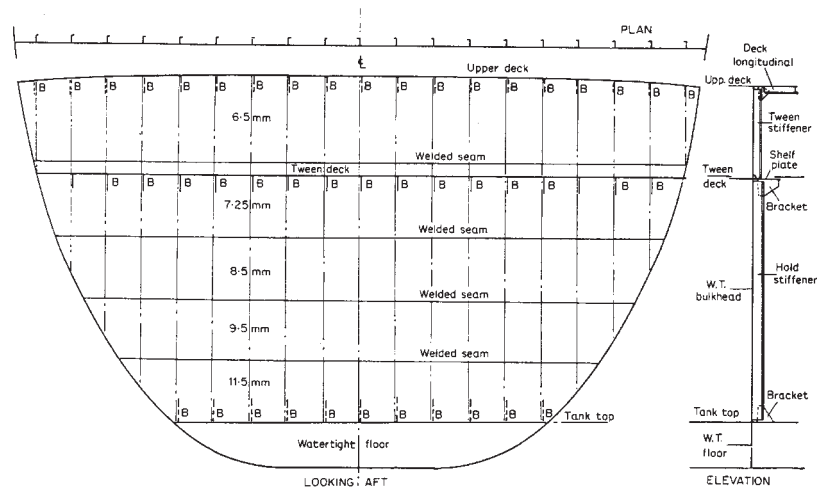 PLAN
℄
Upper deck
B B B B B B B B B B B B B B B B B B B
6·5 mm
Welded seam
Tween deck
B B B B B B B B B B B B B B B B
7·25 mm
Welded seam
8·5 mm
Welded seam
9·5 mm
Welded seam
11·5 mm
B B B B B B B B B B B
Tank top
Watertight floor
LOOKING AFT
Deck
longitudinal
Upp. deck
Tween
stiffener
Shelf
plate
Tween
deck
Bracket
Hold
stiffener
W.T.
bulkhead
Bracket
Tank top
W.T.
floor
ELEVATION